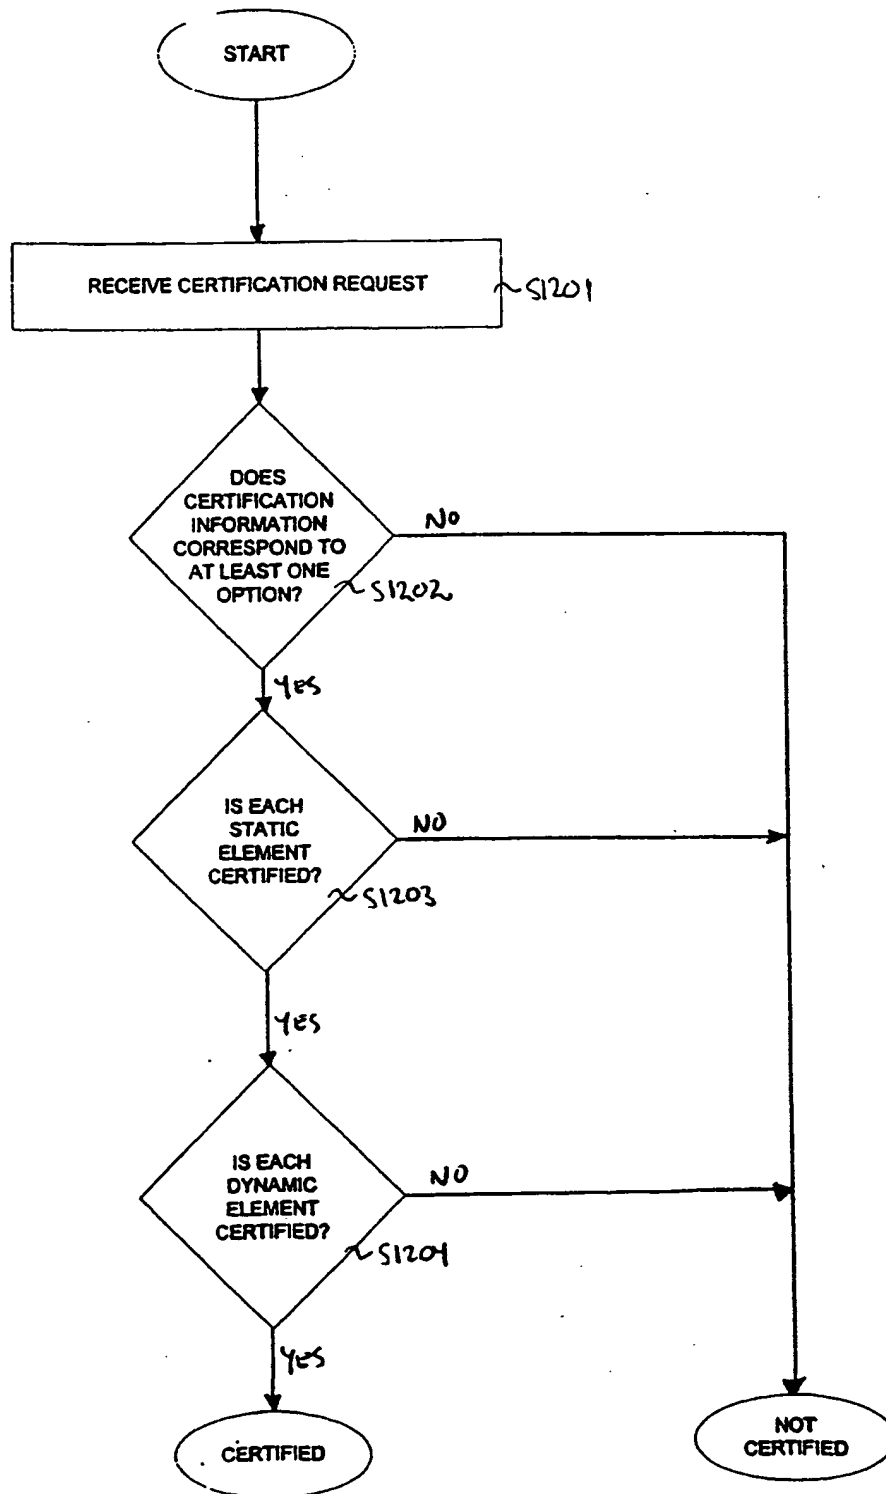 START
RECEIVE CERTIFICATION REQUEST
S1201
DOES
CERTIFICATION
INFORMATION
CORRESPOND TO
AT LEAST ONE
OPTION?
S1202
NO
YES
IS EACH
STATIC
ELEMENT
CERTIFIED?
S1203
NO
YES
IS EACH
DYNAMIC
ELEMENT
CERTIFIED?
S1204
NO
YES
CERTIFIED
NOT
CERTIFIED